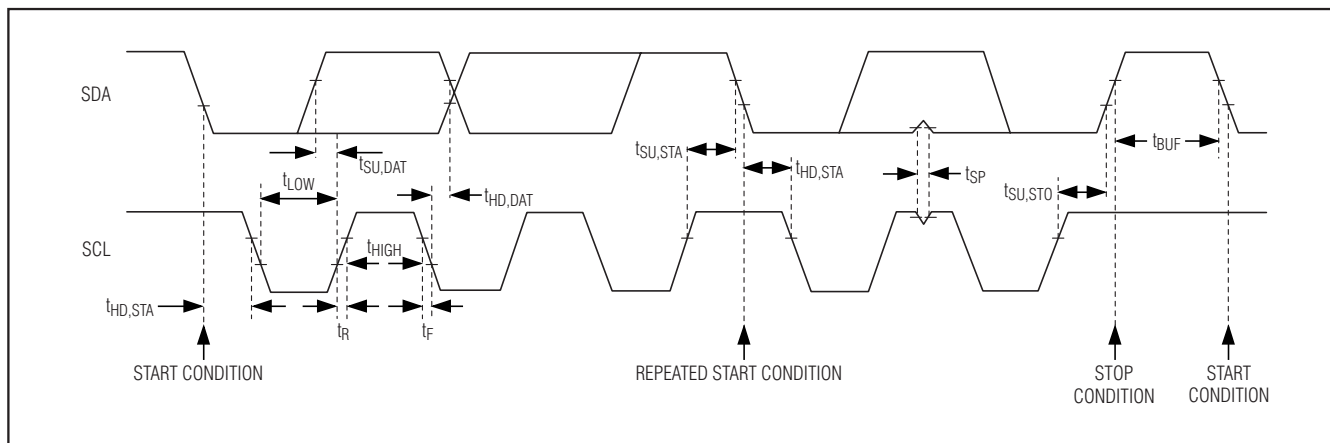 SDA
tSU,DAT
tLOW
tHD,DAT
tSU,STA
tHD,STA
tSP
tBUF
tSU,STO
SCL
tHIGH
tHD,STA
tR
tF
START CONDITION
REPEATED START CONDITION
STOP
CONDITION
START
CONDITION